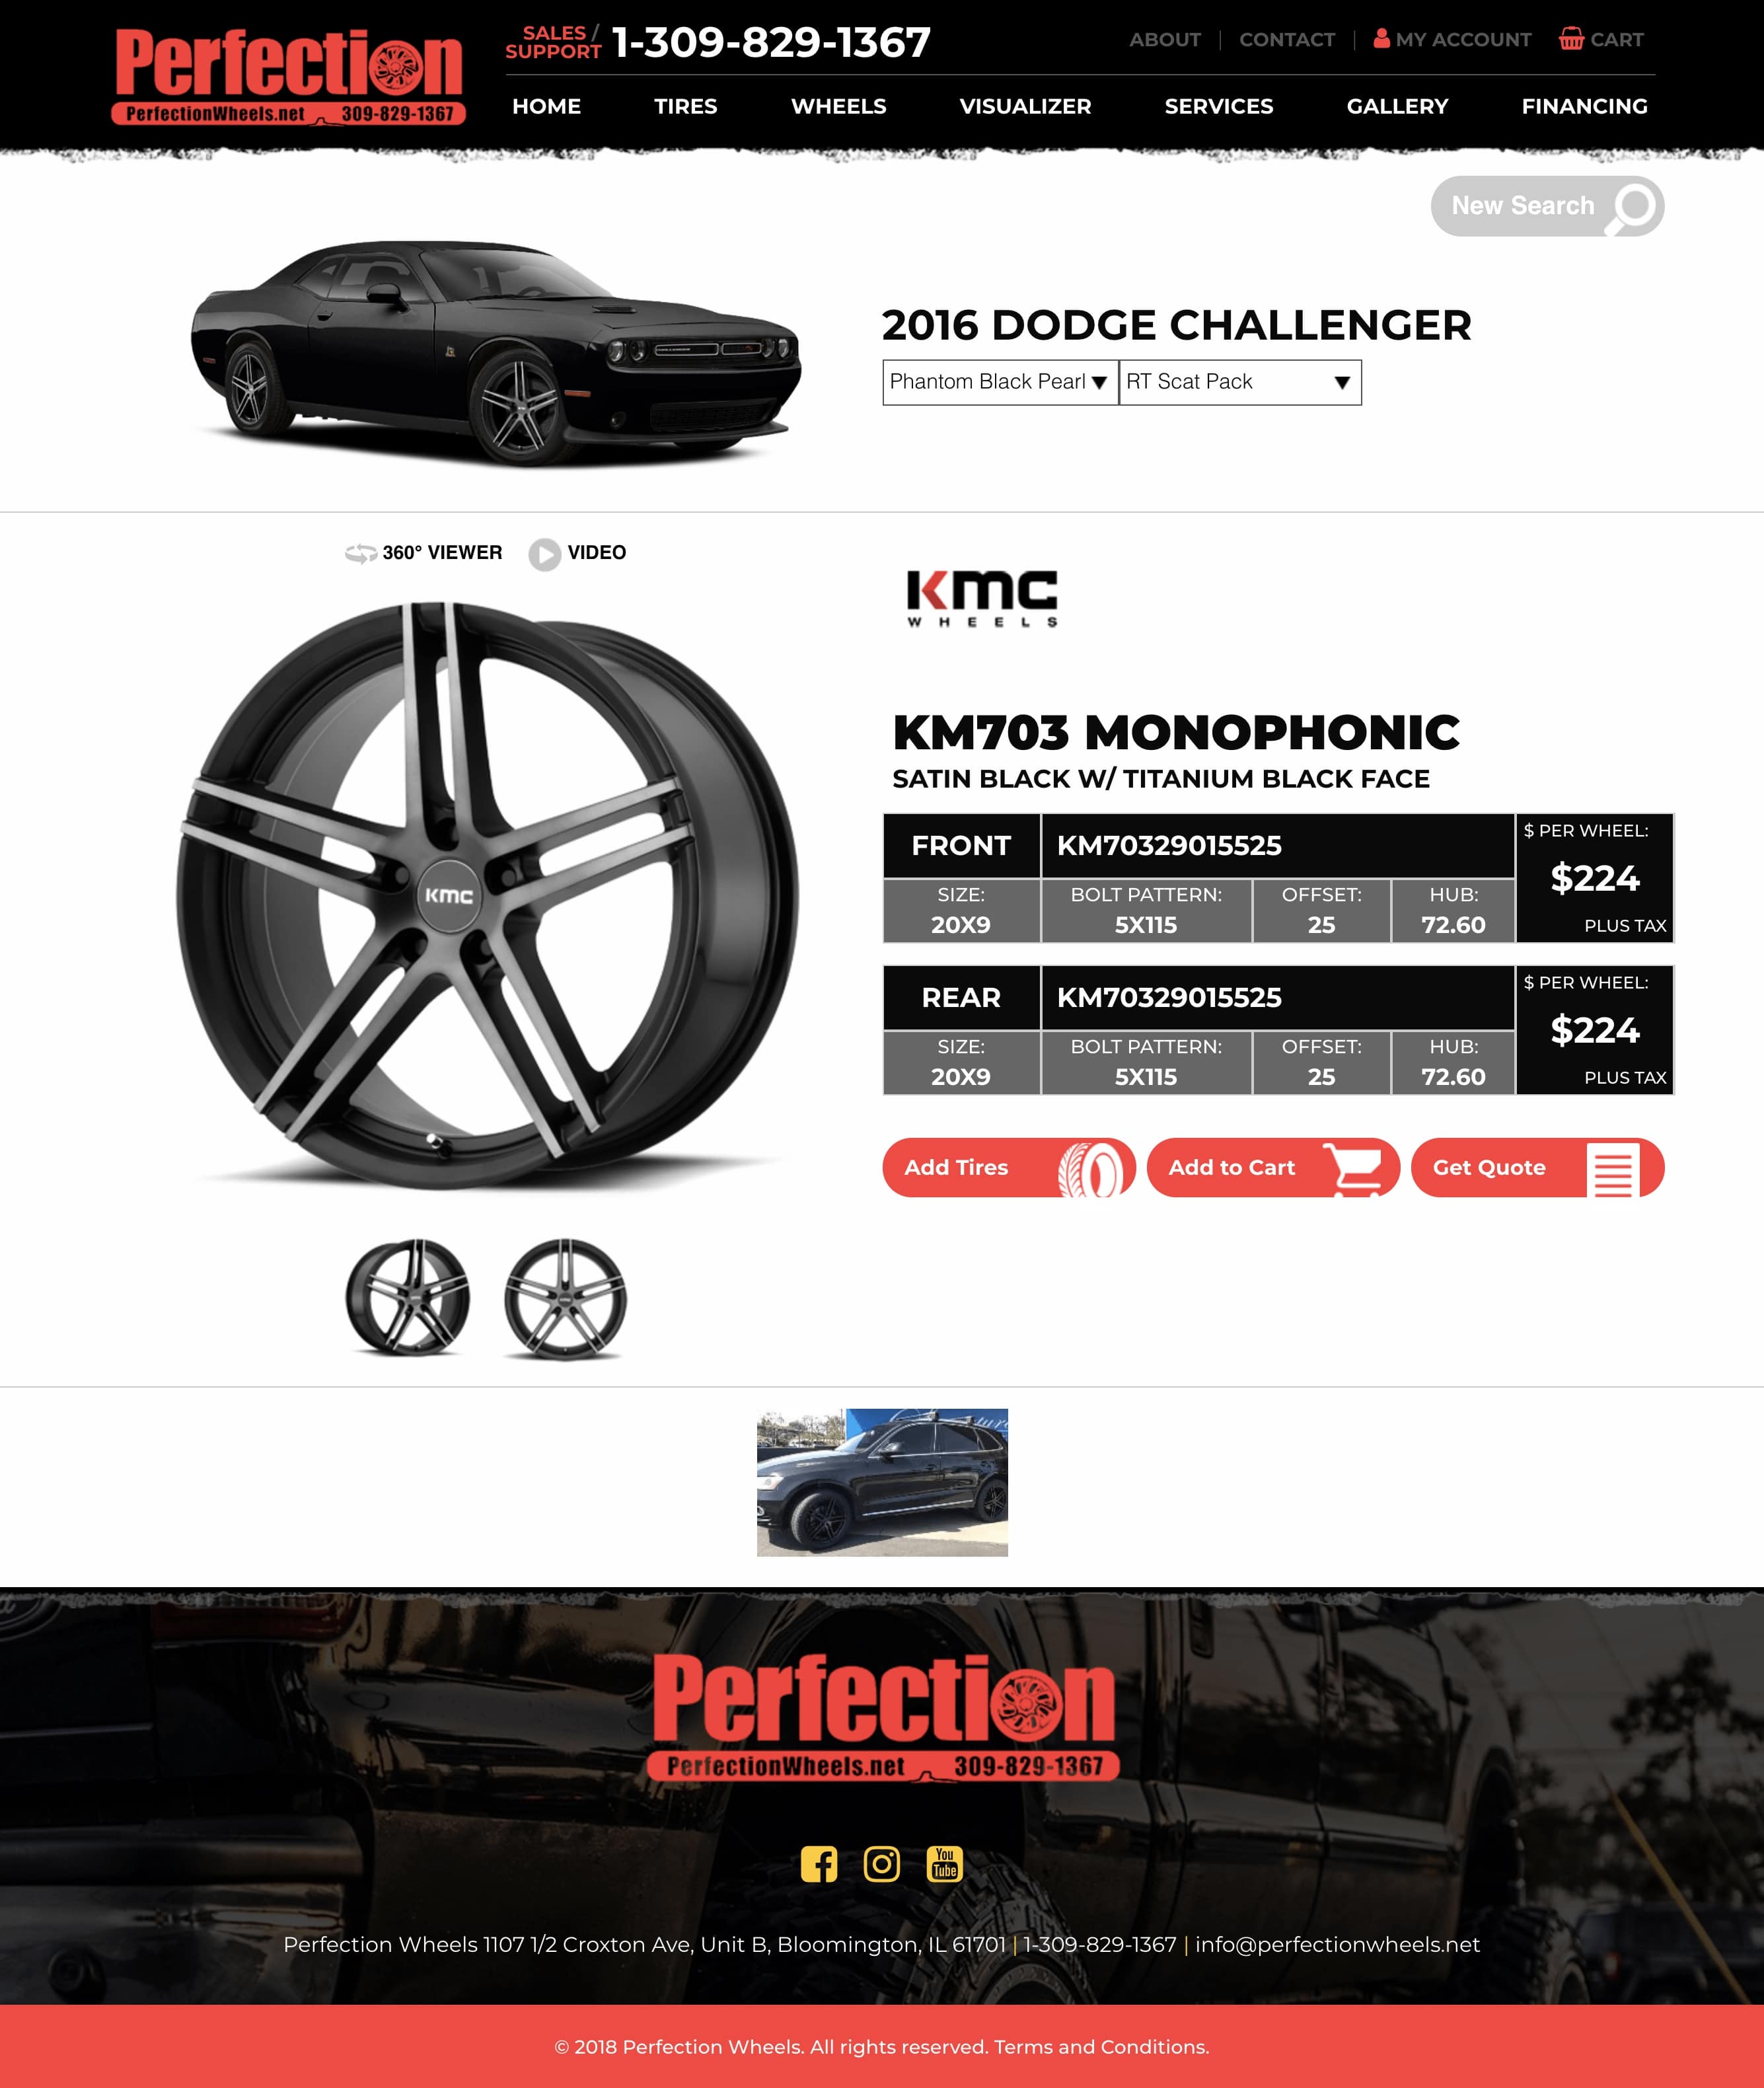 Perfection
PerfectionWheels.net 309-829-1367
SALES /
SUPPORT
1-309-829-1367
ABOUT | CONTACT | MY ACCOUNT CART
HOME TIRES WHEELS VISUALIZER SERVICES GALLERY FINANCING
New Search
2016 DODGE CHALLENGER
Phantom Black Pearl ▼ RT Scat Pack ▼
360° VIEWER VIDEO
KMC
WHEELS
KMC
KM703 MONOPHONIC
SATIN BLACK W/ TITANIUM BLACK FACE
FRONT KM70329015525 $ PER WHEEL:
$224
SIZE: BOLT PATTERN: OFFSET: HUB:
20X9 5X115 25 72.60 PLUS TAX
REAR KM70329015525 $ PER WHEEL:
$224
SIZE: BOLT PATTERN: OFFSET: HUB:
20X9 5X115 25 72.60 PLUS TAX
Add Tires Add to Cart Get Quote
Perfection
PerfectionWheels.net 309-829-1367
You
Tube
Perfection Wheels 1107 1/2 Croxton Ave, Unit B, Bloomington, IL 61701 | 1-309-829-1367 | info@perfectionwheels.net
© 2018 Perfection Wheels. All rights reserved. Terms and Conditions.